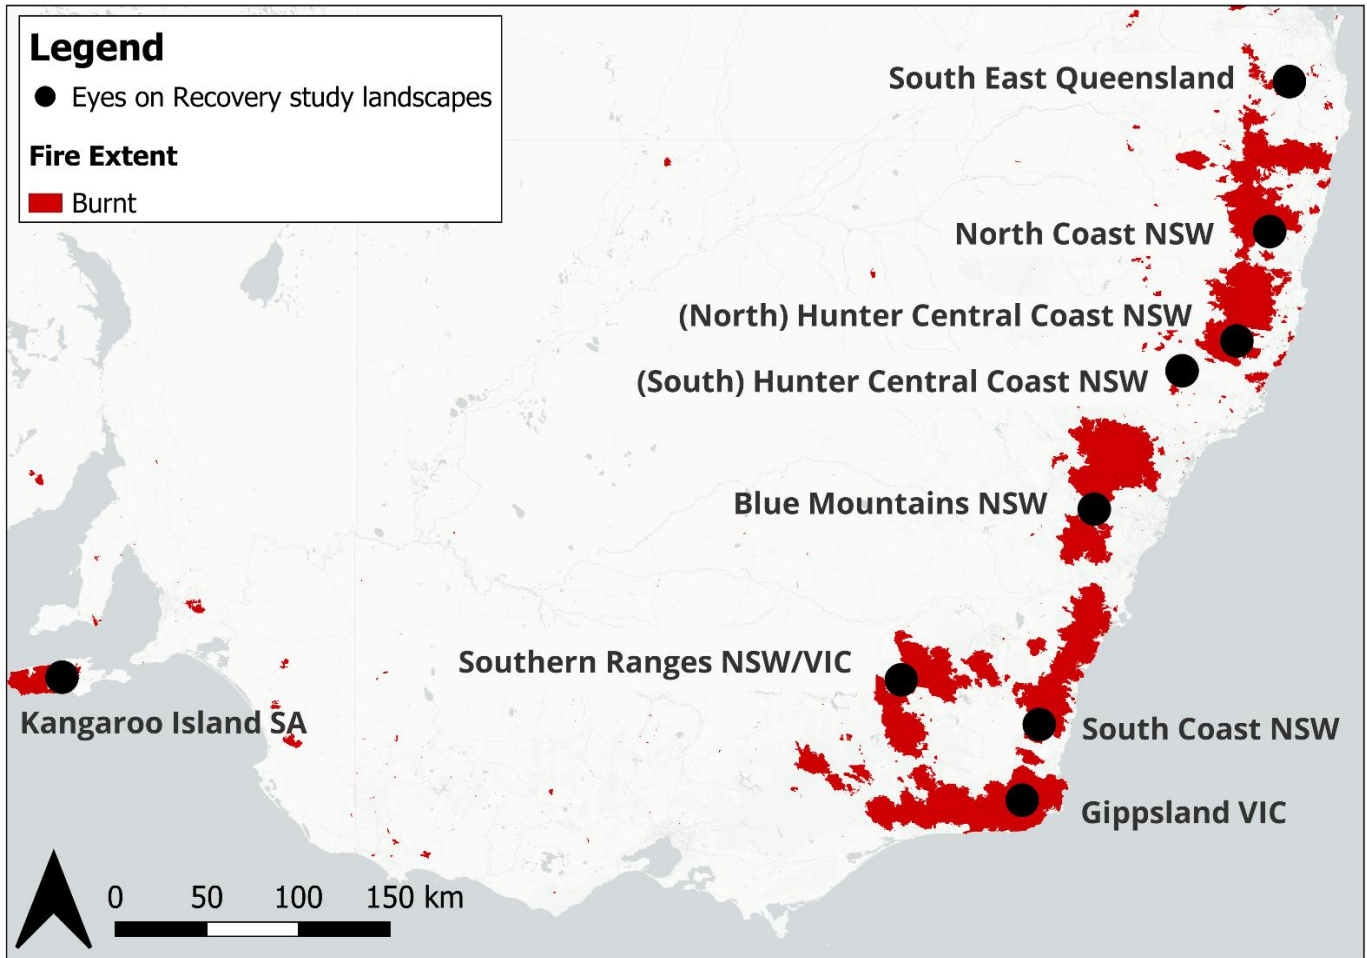 Legend
Eyes on Recovery study landscapes
Fire Extent
Burnt
South East Queensland
North Coast NSW
(North) Hunter Central Coast NSW
(South) Hunter Central Coast NSW
Blue Mountains NSW
Southern Ranges NSW/VIC
Kangaroo Island SA
South Coast NSW
Gippsland VIC
0 50 100 150 km